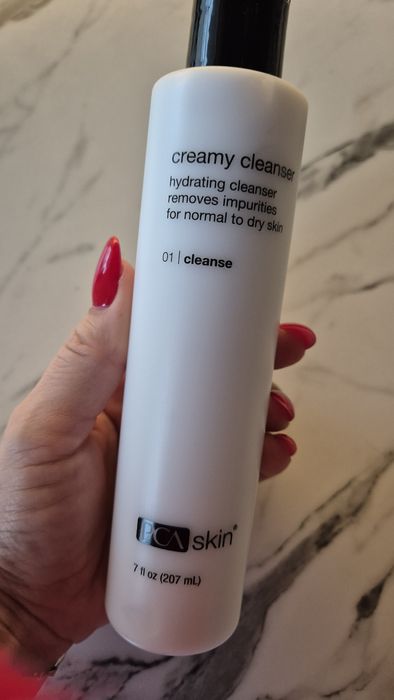 creamy cleanser
hydrating cleanser
removes impurities
for normal to dry skin
01 | cleanse
PCA skin®
7 fl oz (207 mL)